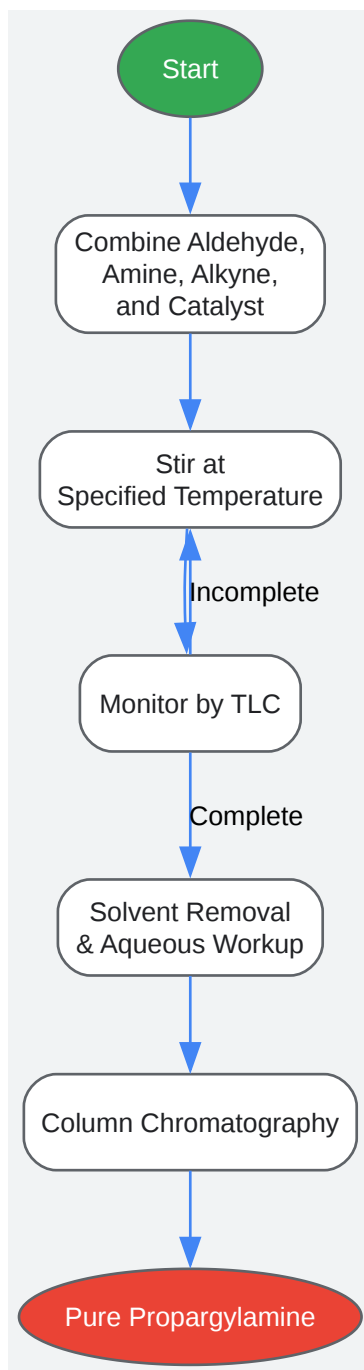 Start
Combine Aldehyde,
Amine, Alkyne,
and Catalyst
Stir at
Specified Temperature
Incomplete
Monitor by TLC
Complete
Solvent Removal
& Aqueous Workup
Column Chromatography
Pure Propargylamine